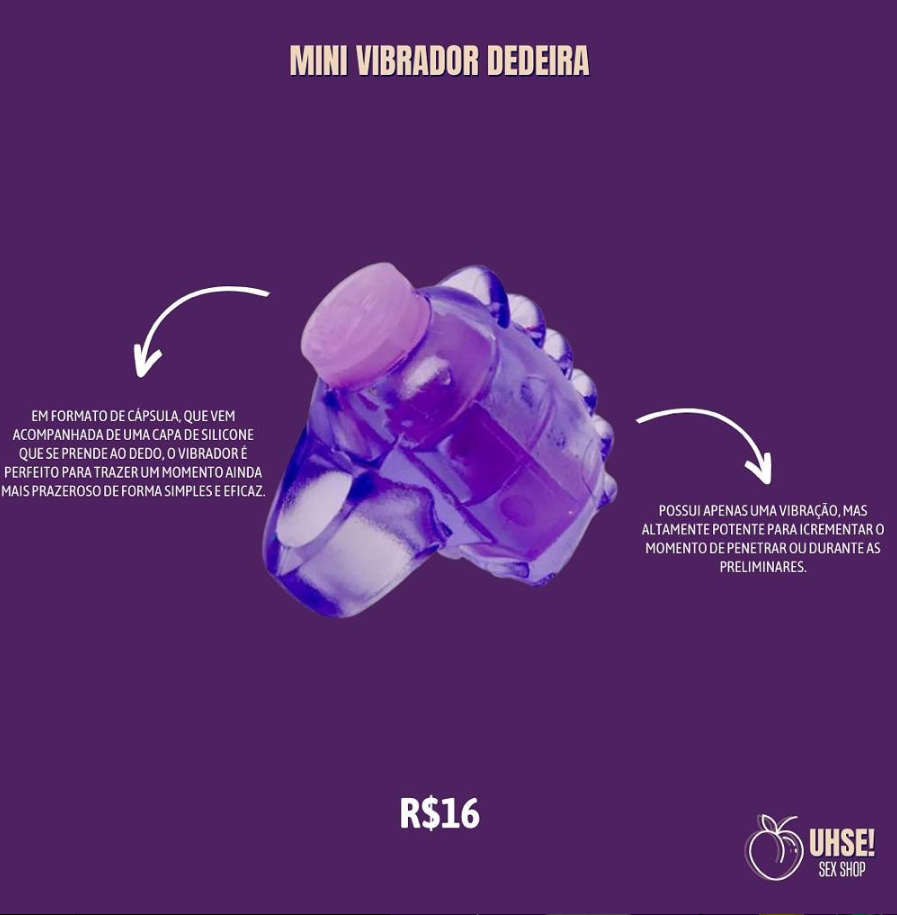 MINI VIBRADOR DEDEIRA
EM FORMATO DE CÁPSULA, QUE VEM
ACOMPANHADA DE UMA CAPA DE SILICONE
QUE SE PRENDE AO DEDO, O VIBRADOR É
PERFEITO PARA TRAZER UM MOMENTO AINDA
MAIS PRAZEROSO DE FORMA SIMPLES E EFICAZ.
POSSUI APENAS UMA VIBRAÇÃO, MAS
ALTAMENTE POTENTE PARA ICREMENTAR O
MOMENTO DE PENETRAR OU DURANTE AS
PRELIMINARES.
R$16
UHSE!
SEX SHOP